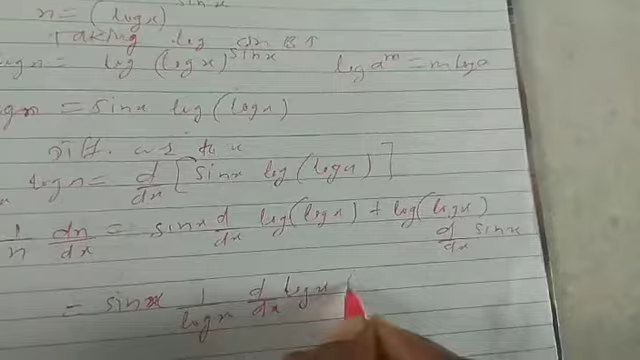 n = (log x) sin x
Taking log on B S
log n = log (log x)^sin x   log a^m = m log a
log n = sin x log (log x)
Diff. w.r to x
log n = d/dx [sin x log (log x)]
1/n dn/dx = sin x d/dx log (log x) + log (log x) d/dx sin x
= sin x 1/log x d/dx log x